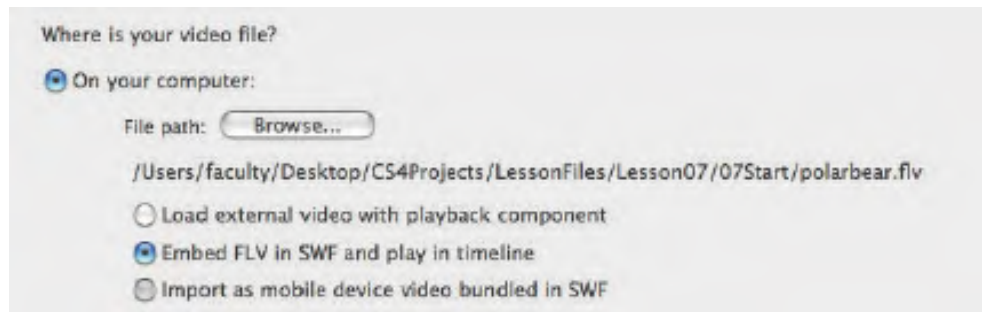 Where is your video file?
On your computer:
File path: Browse...
/Users/faculty/Desktop/CS4Projects/LessonFiles/Lesson07/07Start/polarbear.flv
Load external video with playback component
Embed FLV in SWF and play in timeline
Import as mobile device video bundled in SWF